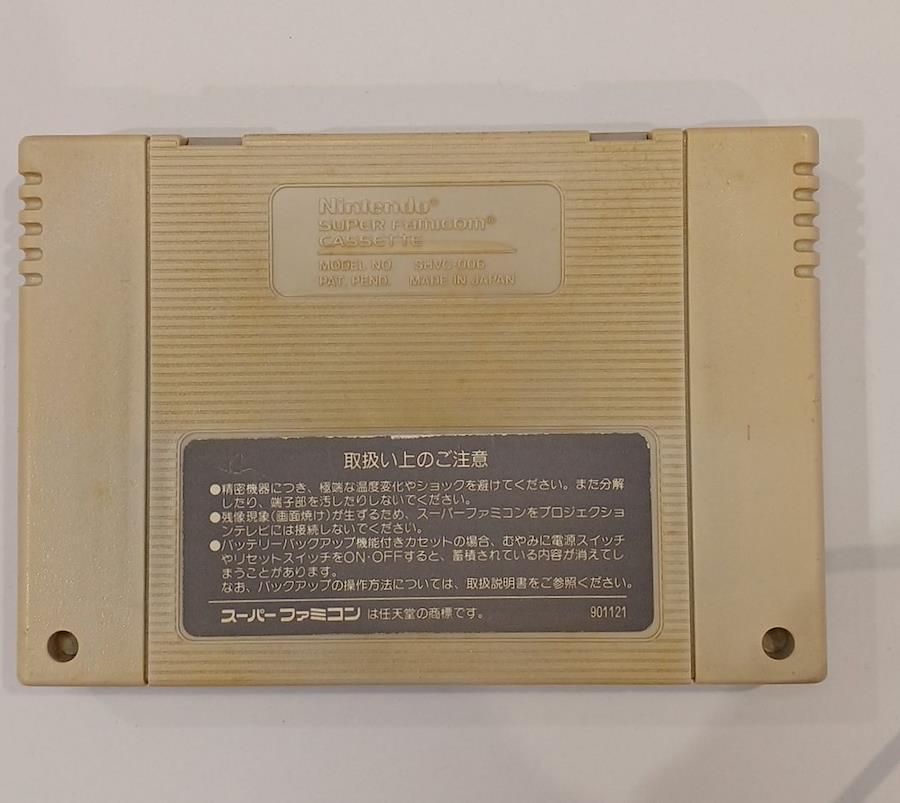 Nintendo®
SUPER FAMICOM®
CASSETTE
MODEL NO SHVC-006
PAT. PEND. MADE IN JAPAN
取扱い上のご注意
●精密機器につき、極端な温度変化やショックを避けてください。また分解
したり、端子部を汚したりしないでください。
●残像現象(画面焼け)が生ずるため、スーパーファミコンをプロジェクショ
ンテレビには接続しないでください。
●バッテリーバックアップ機能付きカセットの場合、むやみに電源スイッチ
やリセットスイッチをON·OFFすると、蓄積されている内容が消えてし
まうことがあります。
なお、バックアップの操作方法については、取扱説明書をご参照ください。
スーパーファミコン は任天堂の商標です。 901121